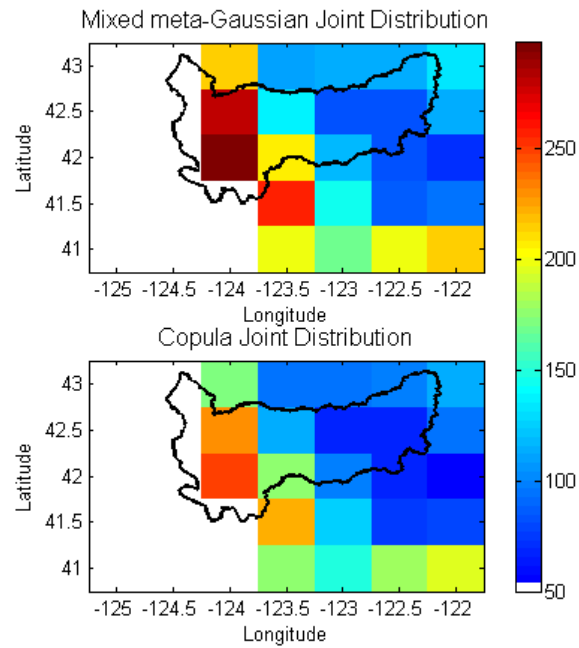 Mixed meta-Gaussian Joint Distribution
43
42.5
42
41.5
41
Latitude
-125 -124.5 -124 -123.5 -123 -122.5 -122
Longitude
Copula Joint Distribution
43
42.5
42
41.5
41
Latitude
-125 -124.5 -124 -123.5 -123 -122.5 -122
Longitude
250
200
150
100
50